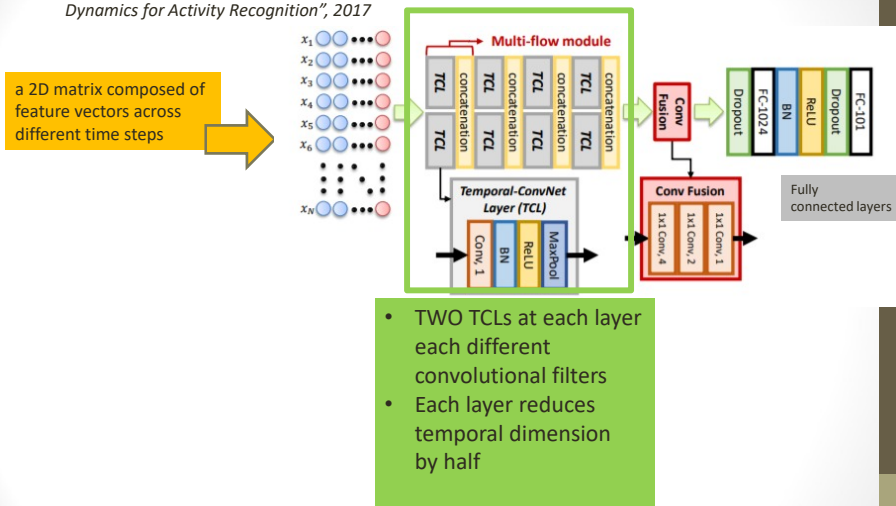 Dynamics for Activity Recognition”, 2017
a 2D matrix composed of
feature vectors across
different time steps
x1
x2
x3
x4
x5
x6
xN
Multi-flow module
TCL
concatenation
TCL
concatenation
TCL
concatenation
TCL
concatenation
TCL
concatenation
TCL
concatenation
TCL
concatenation
TCL
concatenation
Temporal-ConvNet
Layer (TCL)
Conv, 1
BN
ReLU
MaxPool
Conv
Fusion
Conv Fusion
1x1 Conv, 4
1x1 Conv, 2
1x1 Conv, 1
Dropout
FC-1024
BN
ReLU
Dropout
FC-101
Fully
connected layers
• TWO TCLs at each layer
each different
convolutional filters
• Each layer reduces
temporal dimension
by half